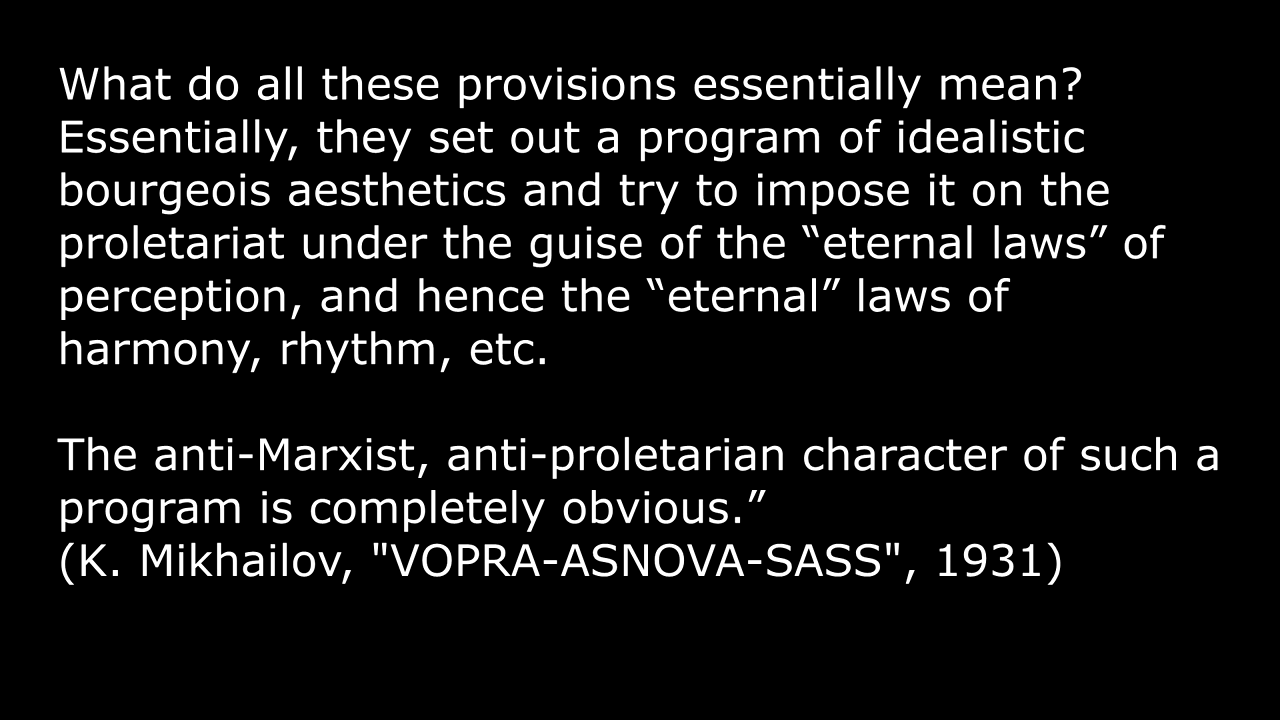 What do all these provisions essentially mean?
Essentially, they set out a program of idealistic
bourgeois aesthetics and try to impose it on the
proletariat under the guise of the “eternal laws” of
perception, and hence the “eternal” laws of
harmony, rhythm, etc.
The anti-Marxist, anti-proletarian character of such a
program is completely obvious.”
(K. Mikhailov, "VOPRA-ASNOVA-SASS", 1931)